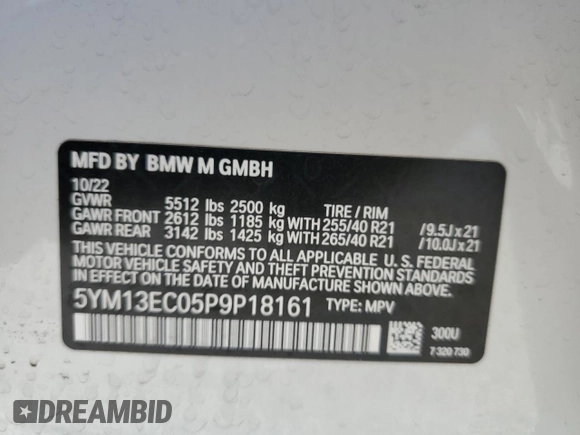 MFD BY BMW M GMBH
10/22
GVWR 5512 lbs 2500 kg TIRE / RIM
GAWR FRONT 2612 lbs 1185 kg WITH 255/40 R21 / 9.5J x 21
GAWR REAR 3142 lbs 1425 kg WITH 265/40 R21 / 10.0J x 21
THIS VEHICLE CONFORMS TO ALL APPLICABLE U. S. FEDERAL
MOTOR VEHICLE SAFETY AND THEFT PREVENTION STANDARDS
IN EFFECT ON THE DATE OF MANUFACTURE SHOWN ABOVE.
5YM13EC05P9P18161 TYPE: MPV
300U
7 320 730
DREAMBID